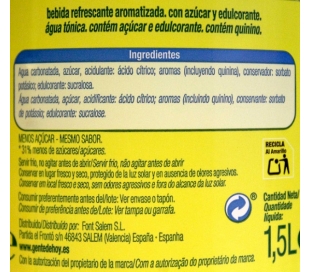 bebida refrescante aromatizada. con azúcar y edulcorante.
água tónica. contém açúcar e edulcorante. contém quinino.
Ingredientes
Agua carbonatada, azúcar, acidulante: ácido cítrico; aromas (incluyendo quinina), conservador: sorbato
potásico; edulcorante: sucralosa.
Água carbonatada, açúcar, acidificante: ácido cítrico; aromas (incluindo quinino), conservante: sorbato
de potássio; edulcorante: sucralose.
MENOS AÇÚCAR - MESMO SABOR.
* 31% menos de azúcares/açúcares.
Servir frío, no agitar antes de abrir/Servir frio, não agitar antes de abrir
Conservar en lugar fresco y seco, protegido de la luz solar y en ausencia de olores agresivos.
Conservar em local fresco e seco, sem odores agressivos e fora do alcance da luz solar.
Consumir preferentemente antes del/lote: Ver envase o tapón.
Consumir de preferência antes de/Lote: Ver tampa ou garrafa.
Distribuido/Distribuído por: Font Salem S.L.
Partida el Frontó s/n 46843 SALEM (Valencia) España - Espanha
www.gentedehoy.es
Con la autorización del propietario de la marca/Com a autorização do proprietário da marca.
RECICLA
Al Amarillo
Cantidad Neta/
Quantidade
líquida:
1,5L
e